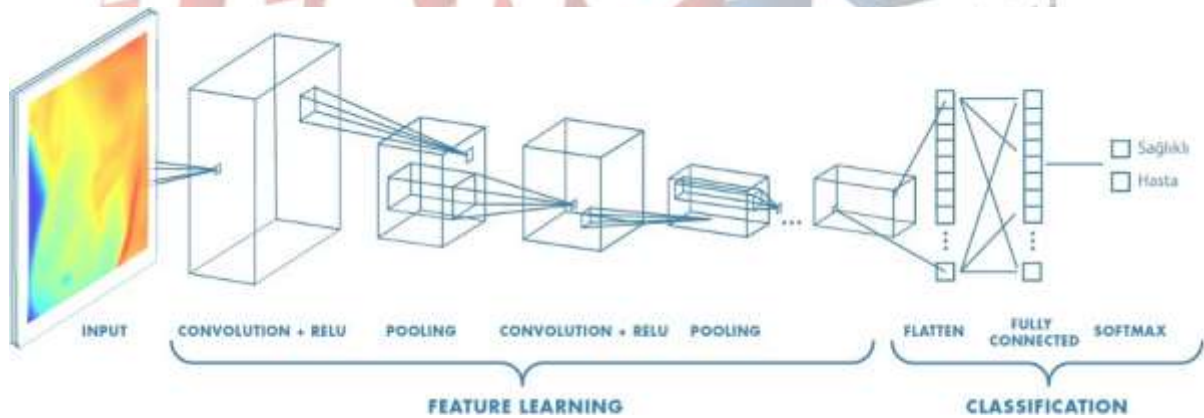 Sağlıklı
Hasta
INPUT
CONVOLUTION + RELU
POOLING
CONVOLUTION + RELU
POOLING
FLATTEN
FULLY
CONNECTED
SOFTMAX
FEATURE LEARNING
CLASSIFICATION